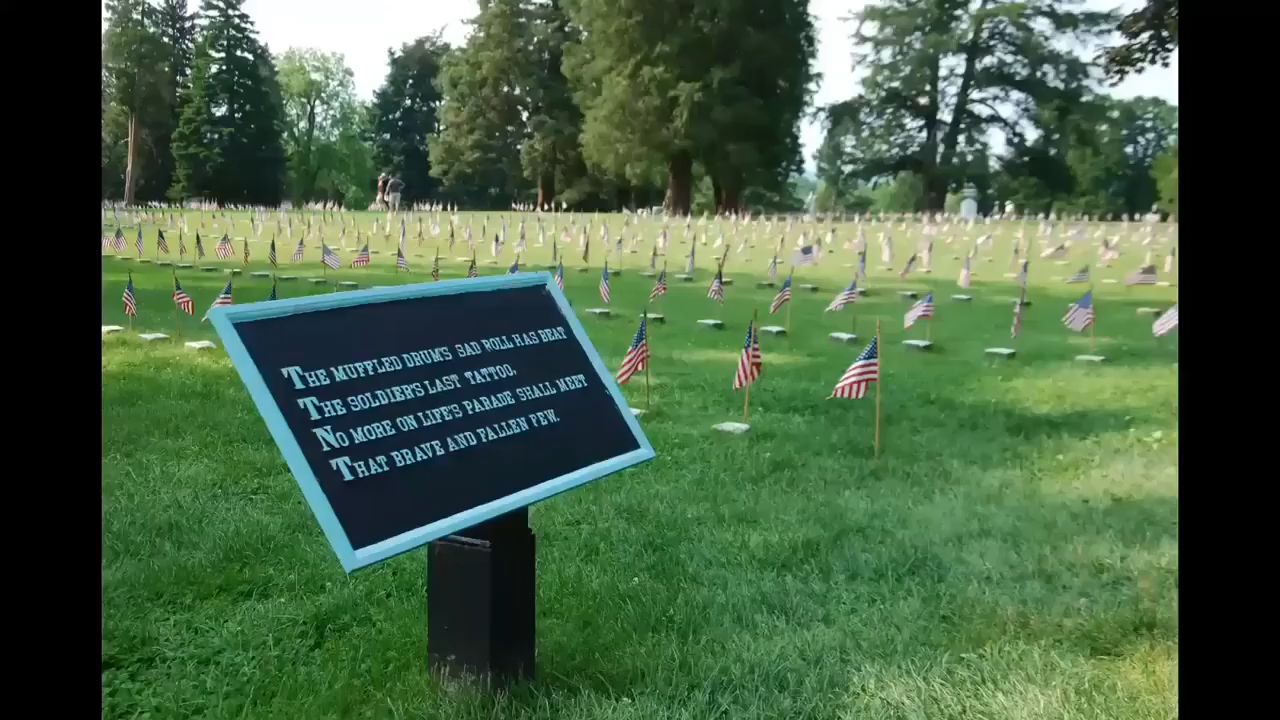 THE MUFFLED DRUM'S SAD ROLL HAS BEAT
THE SOLDIER'S LAST TATTOO,
NO MORE ON LIFE'S PARADE SHALL MEET
THAT BRAVE AND FALLEN FEW.